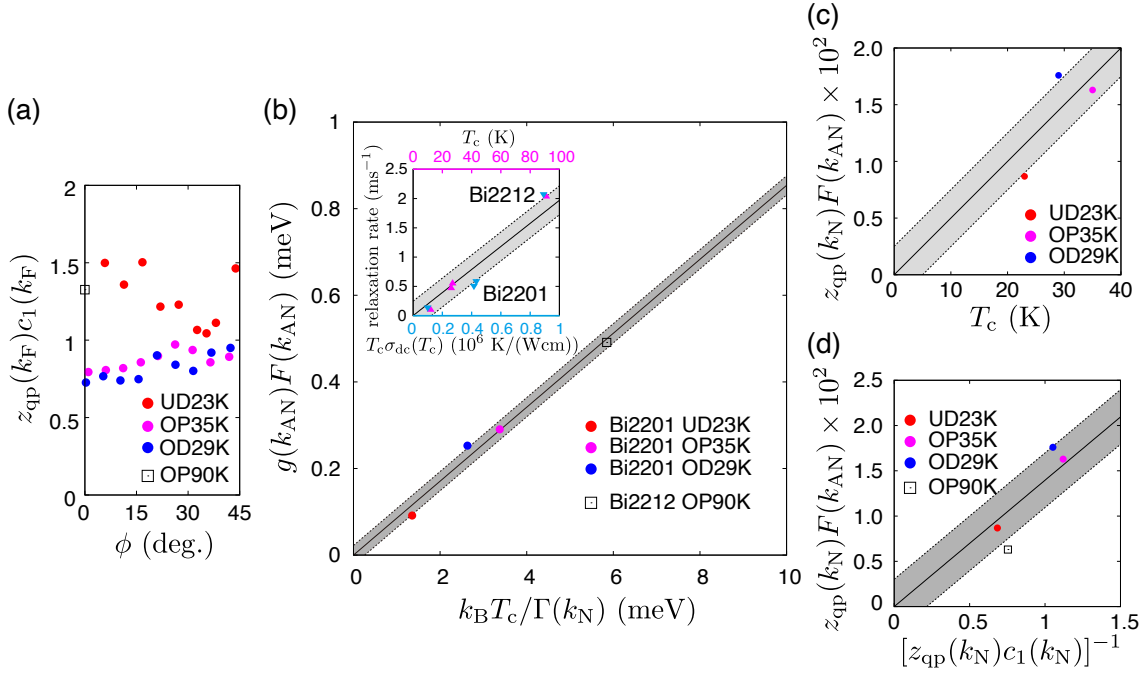 (a)
z_qp(k_F)c_1(k_F)
2
1.5
1
0.5
0
UD23K
OP35K
OD29K
OP90K
0 15 30 45
ϕ (deg.)
(b)
g(k_AN)F(k_AN) (meV)
1
0.8
0.6
0.4
0.2
0
T_c (K)
0 20 40 60 80 100
relaxation rate (ms^−1)
2.5
2
1.5
1
0.5
0
Bi2212
Bi2201
0 0.2 0.4 0.6 0.8 1
T_cσ_dc(T_c) (10^6 K/(Wcm))
Bi2201 UD23K
Bi2201 OP35K
Bi2201 OD29K
Bi2212 OP90K
0 2 4 6 8 10
k_BT_c/Γ(k_N) (meV)
(c)
z_qp(k_N)F(k_AN) × 10^2
2.0
1.5
1.0
0.5
0
UD23K
OP35K
OD29K
0 10 20 30 40
T_c (K)
(d)
z_qp(k_N)F(k_AN) × 10^2
2.5
2.0
1.5
1.0
0.5
0
UD23K
OP35K
OD29K
OP90K
0 0.5 1 1.5
[z_qp(k_N)c_1(k_N)]^−1